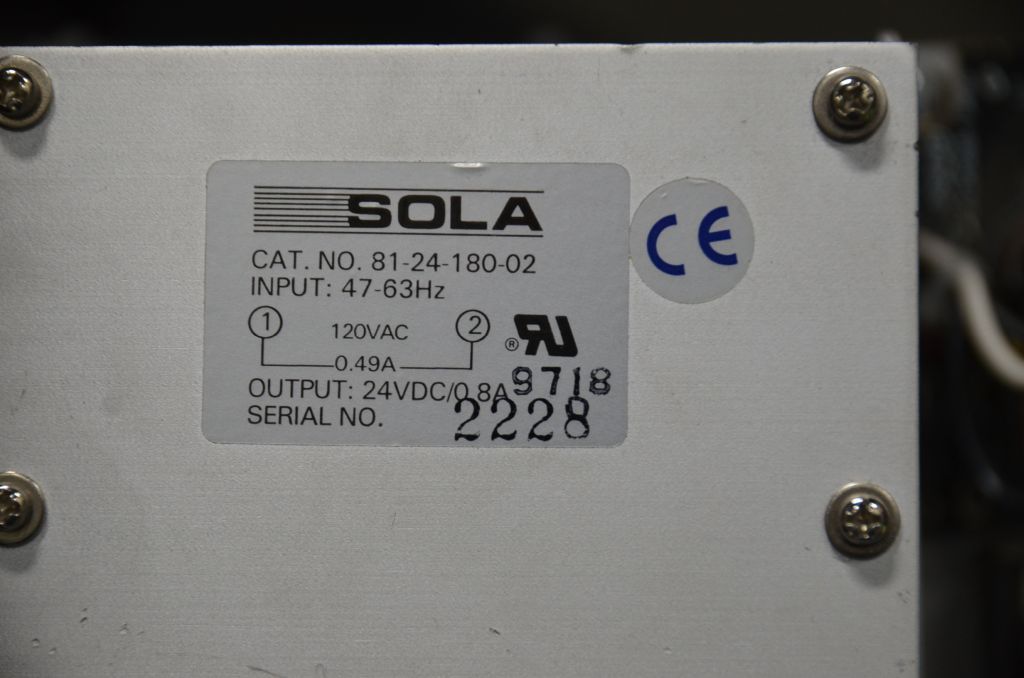 SOLA
CAT. NO. 81-24-180-02
INPUT: 47-63Hz
1 120VAC 2
0.49A
® RU
OUTPUT: 24VDC/0.8A 9718
SERIAL NO. 2228
CE